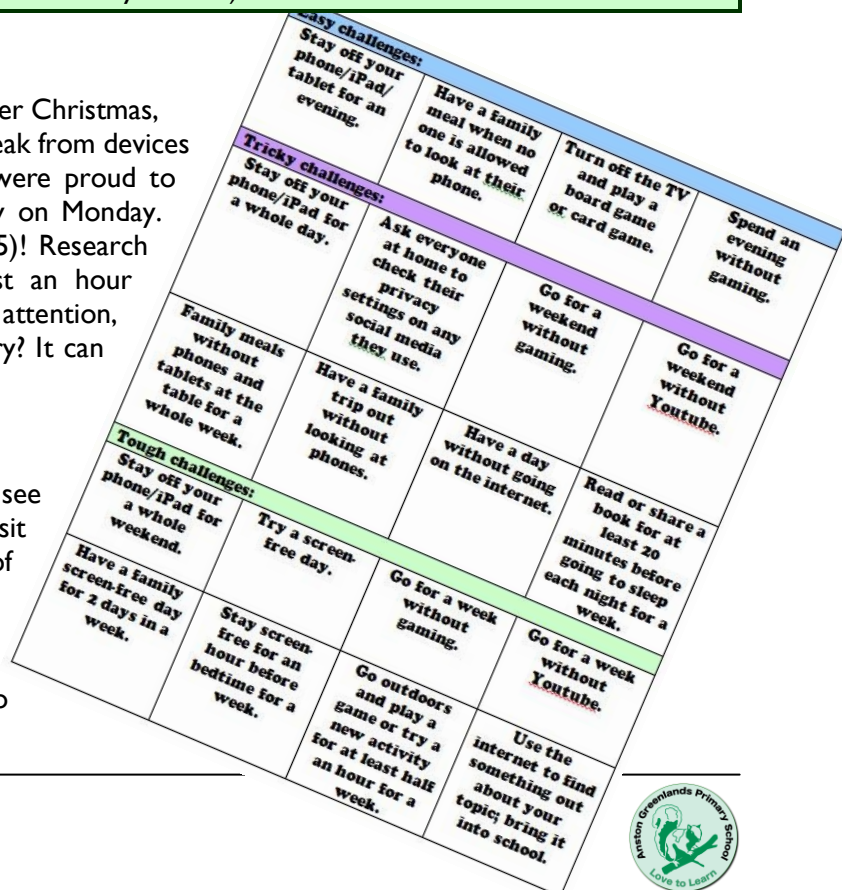 er Christmas,
eak from devices
were proud to
on Monday.
5)! Research
st an hour
attention,
ry? It can
see
sit
of
Easy challenges:
Stay off your
phone/iPad/
tablet for an
evening.
Have a family
meal when no
one is allowed
to look at their
phone.
Turn off the TV
and play a
board game
or card game.
Spend an
evening
without
gaming.
Tricky challenges:
Stay off your
phone/iPad for
a whole day.
Ask everyone
at home to
check their
privacy
settings on any
social media
they use.
Go for a
weekend
without
gaming.
Go for a
weekend
without
Youtube.
Family meals
without
phones and
tablets at the
table for a
whole week.
Have a family
trip out
without
looking at
phones.
Have a day
without going
on the internet.
Read or share a
book for at
least 20
minutes before
going to sleep
each night for a
week.
Tough challenges:
Stay off your
phone/iPad for
a whole
weekend.
Try a screen-
free day.
Go for a week
without
gaming.
Go for a week
without
Youtube.
Have a family
screen-free day
for 2 days in a
week.
Stay screen-
free for an
hour before
bedtime for a
week.
Go outdoors
and play a
game or try a
new activity
for at least half
an hour for a
week.
Use the
internet to find
something out
about your
topic; bring it
into school.
Anston Greenlands Primary School
Love to Learn